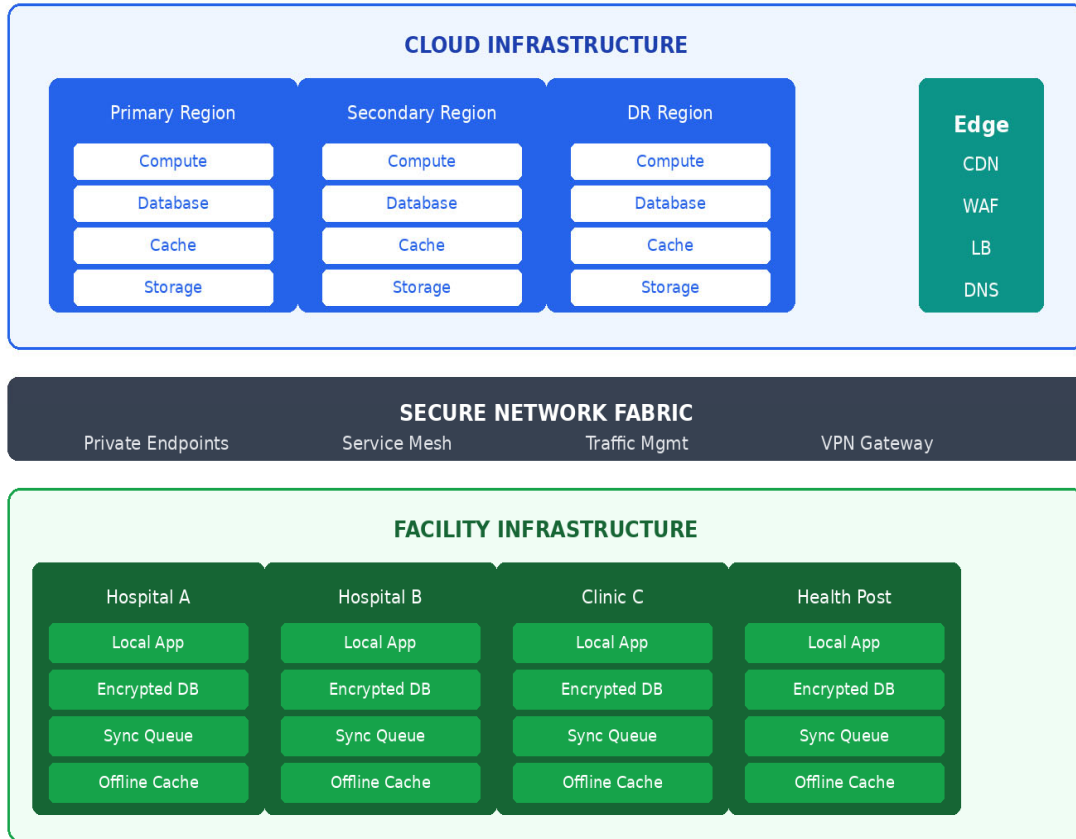 CLOUD INFRASTRUCTURE
Primary Region
Compute
Database
Cache
Storage
Secondary Region
Compute
Database
Cache
Storage
DR Region
Compute
Database
Cache
Storage
Edge
CDN
WAF
LB
DNS
SECURE NETWORK FABRIC
Private Endpoints
Service Mesh
Traffic Mgmt
VPN Gateway
FACILITY INFRASTRUCTURE
Hospital A
Local App
Encrypted DB
Sync Queue
Offline Cache
Hospital B
Local App
Encrypted DB
Sync Queue
Offline Cache
Clinic C
Local App
Encrypted DB
Sync Queue
Offline Cache
Health Post
Local App
Encrypted DB
Sync Queue
Offline Cache